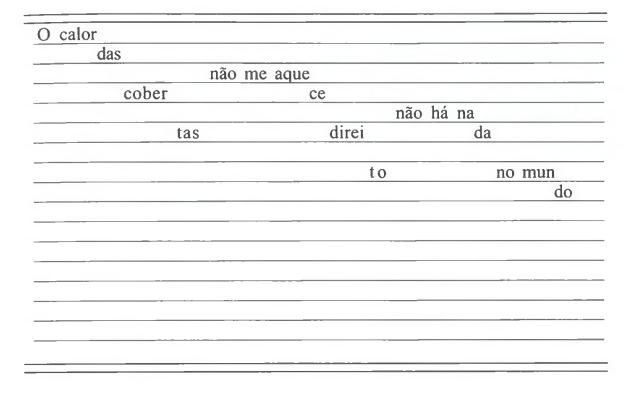 O calor
das
não me aque
cober ce
não há na
tas direi da
to no mun
do